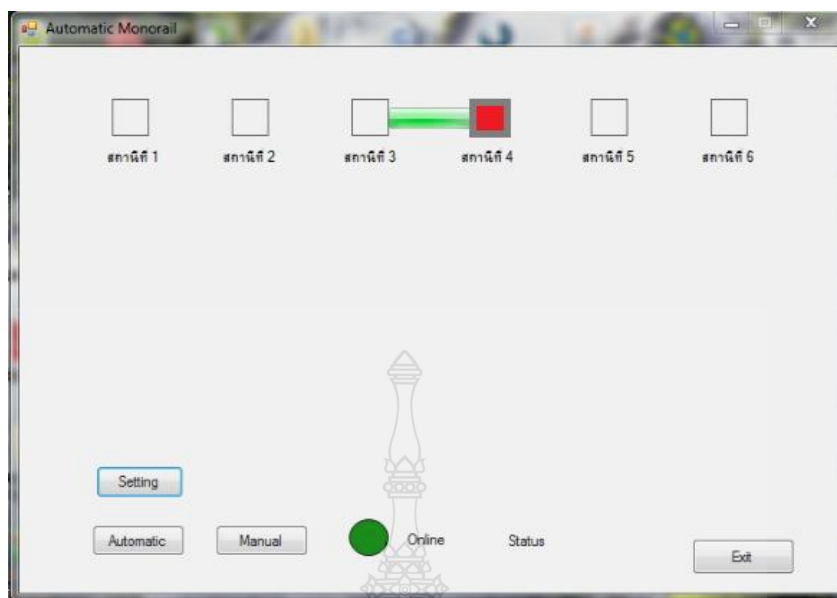 Automatic Monorail
สถานีที่ 1 สถานีที่ 2 สถานีที่ 3 สถานีที่ 4 สถานีที่ 5 สถานีที่ 6
Setting
Automatic Manual Online Status Exit